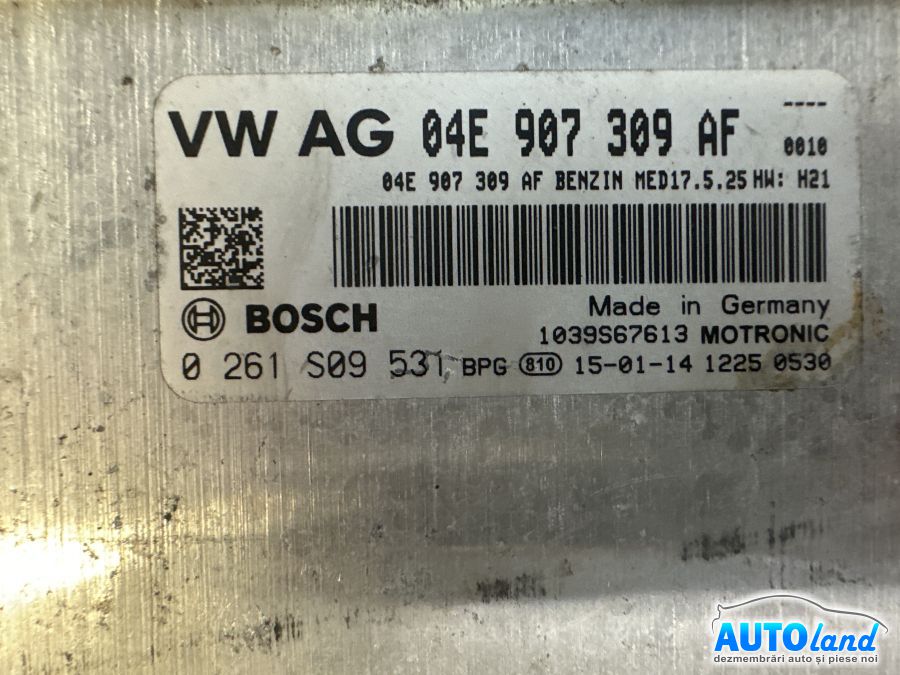 VW AG 04E 907 309 AF ----
0010
04E 907 309 AF BENZIN MED17.5.25 HW: H21
BOSCH
Made in Germany
1039S67613 MOTRONIC
0 261 S09 531 BPG 810 15-01-14 1225 0530
AUTOland
dezmembrări auto și piese noi